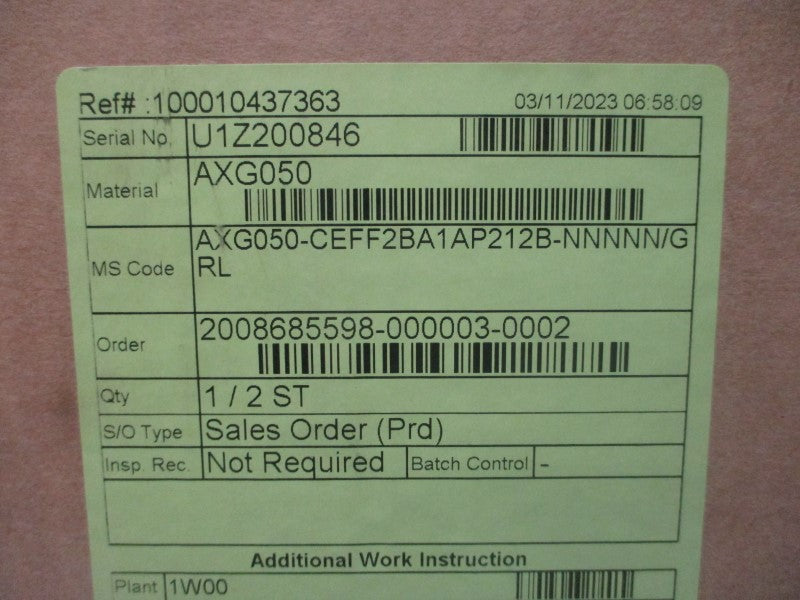 Ref# :100010437363 03/11/2023 06:58:09
Serial No. U1Z200846
Material AXG050
MS Code AXG050-CEFF2BA1AP212B-NNNNN/G
RL
Order 2008685598-000003-0002
Qty 1 / 2 ST
S/O Type Sales Order (Prd)
Insp. Rec. Not Required Batch Control -
Additional Work Instruction
Plant 1W00